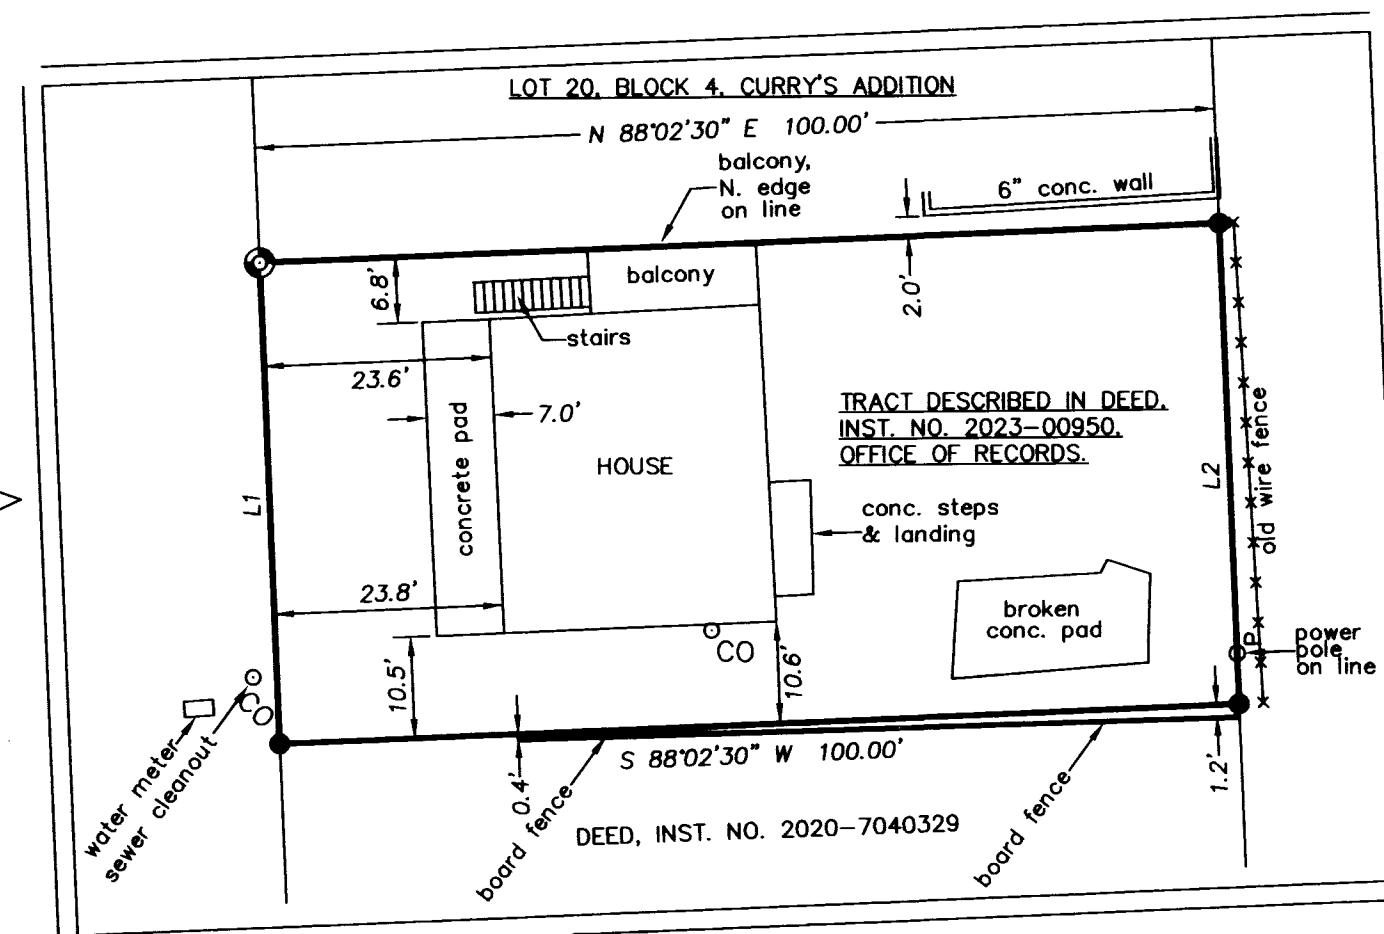 LOT 20, BLOCK 4, CURRY'S ADDITION
N 88°02'30" E 100.00'
balcony,
N. edge
on line
6" conc. wall
6.8'
balcony
2.0'
stairs
23.6'
7.0'
concrete pad
HOUSE
TRACT DESCRIBED IN DEED,
INST. NO. 2023-00950,
OFFICE OF RECORDS.
L1
L2
old wire fence
conc. steps
& landing
23.8'
broken
conc. pad
CO
10.5'
10.6'
P
power
pole
on line
CO
water meter
sewer cleanout
S 88°02'30" W 100.00'
0.4'
1.2'
board fence
board fence
DEED, INST. NO. 2020-7040329